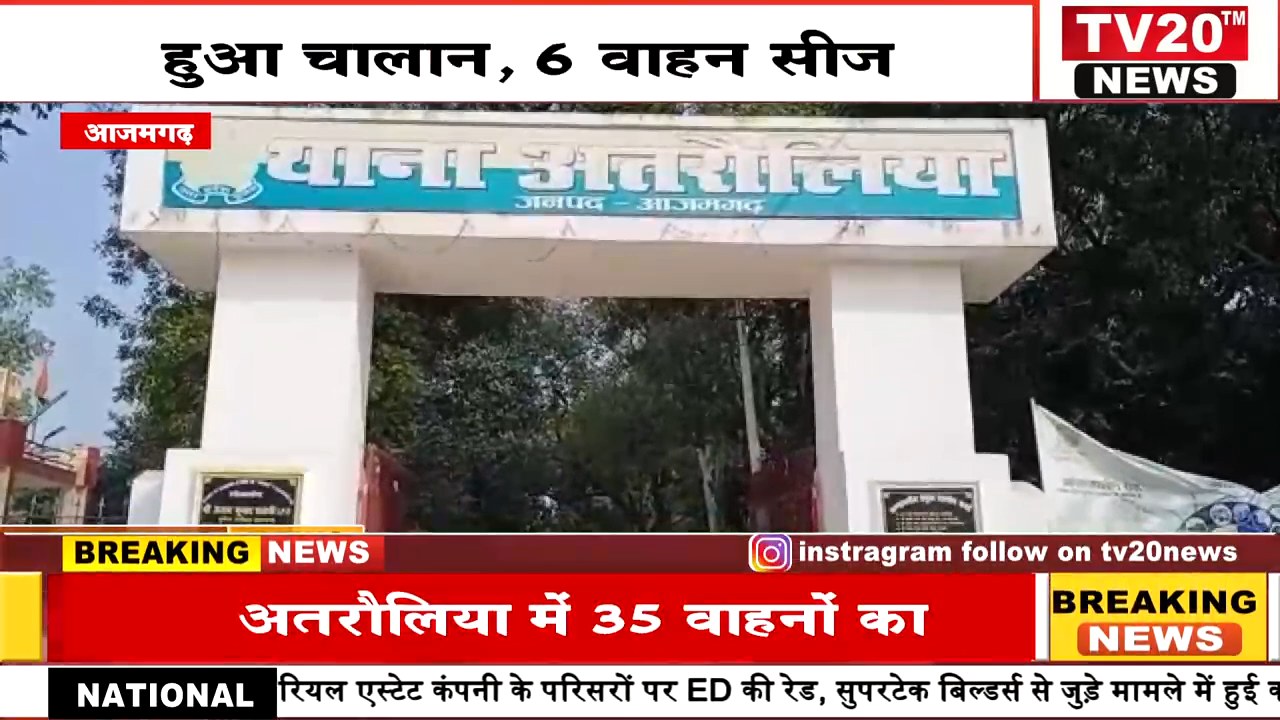 हुआ चालान, 6 वाहन सीज
TV20™
NEWS
आजमगढ़
थाना अतरौलिया
जनपद - आजमगढ़
BREAKING NEWS
instragram follow on tv20news
अतरौलिया में 35 वाहनों का
BREAKING
NEWS
NATIONAL
रियल एस्टेट कंपनी के परिसरों पर ED की रेड, सुपरटेक बिल्डर्स से जुड़े मामले में हुई